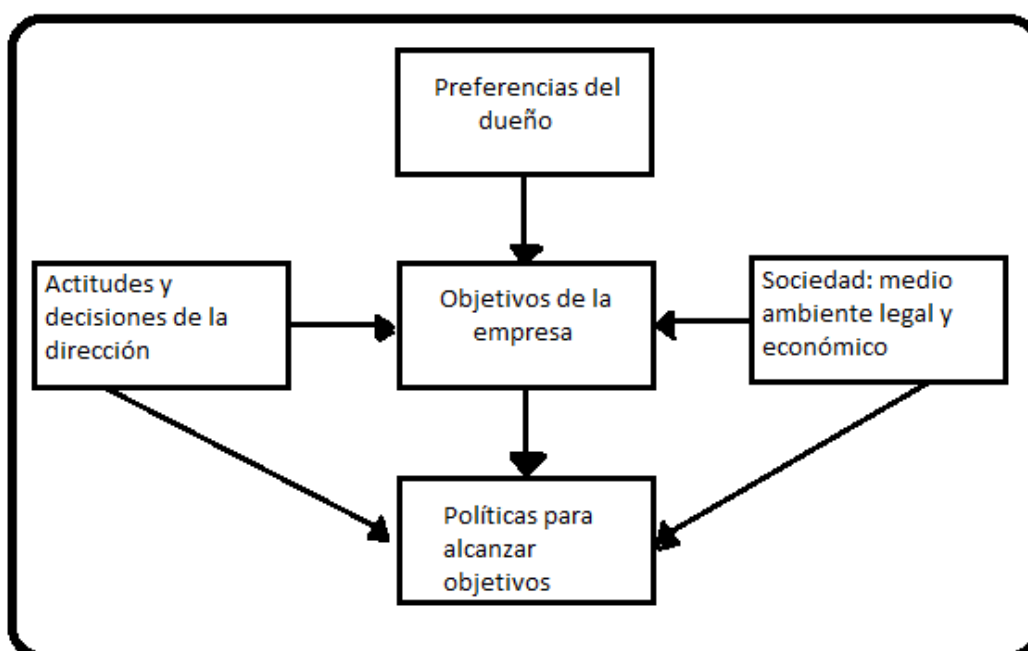 Preferencias del
dueño
Actitudes y
decisiones de la
dirección
Objetivos de la
empresa
Sociedad: medio
ambiente legal y
económico
Políticas para
alcanzar
objetivos